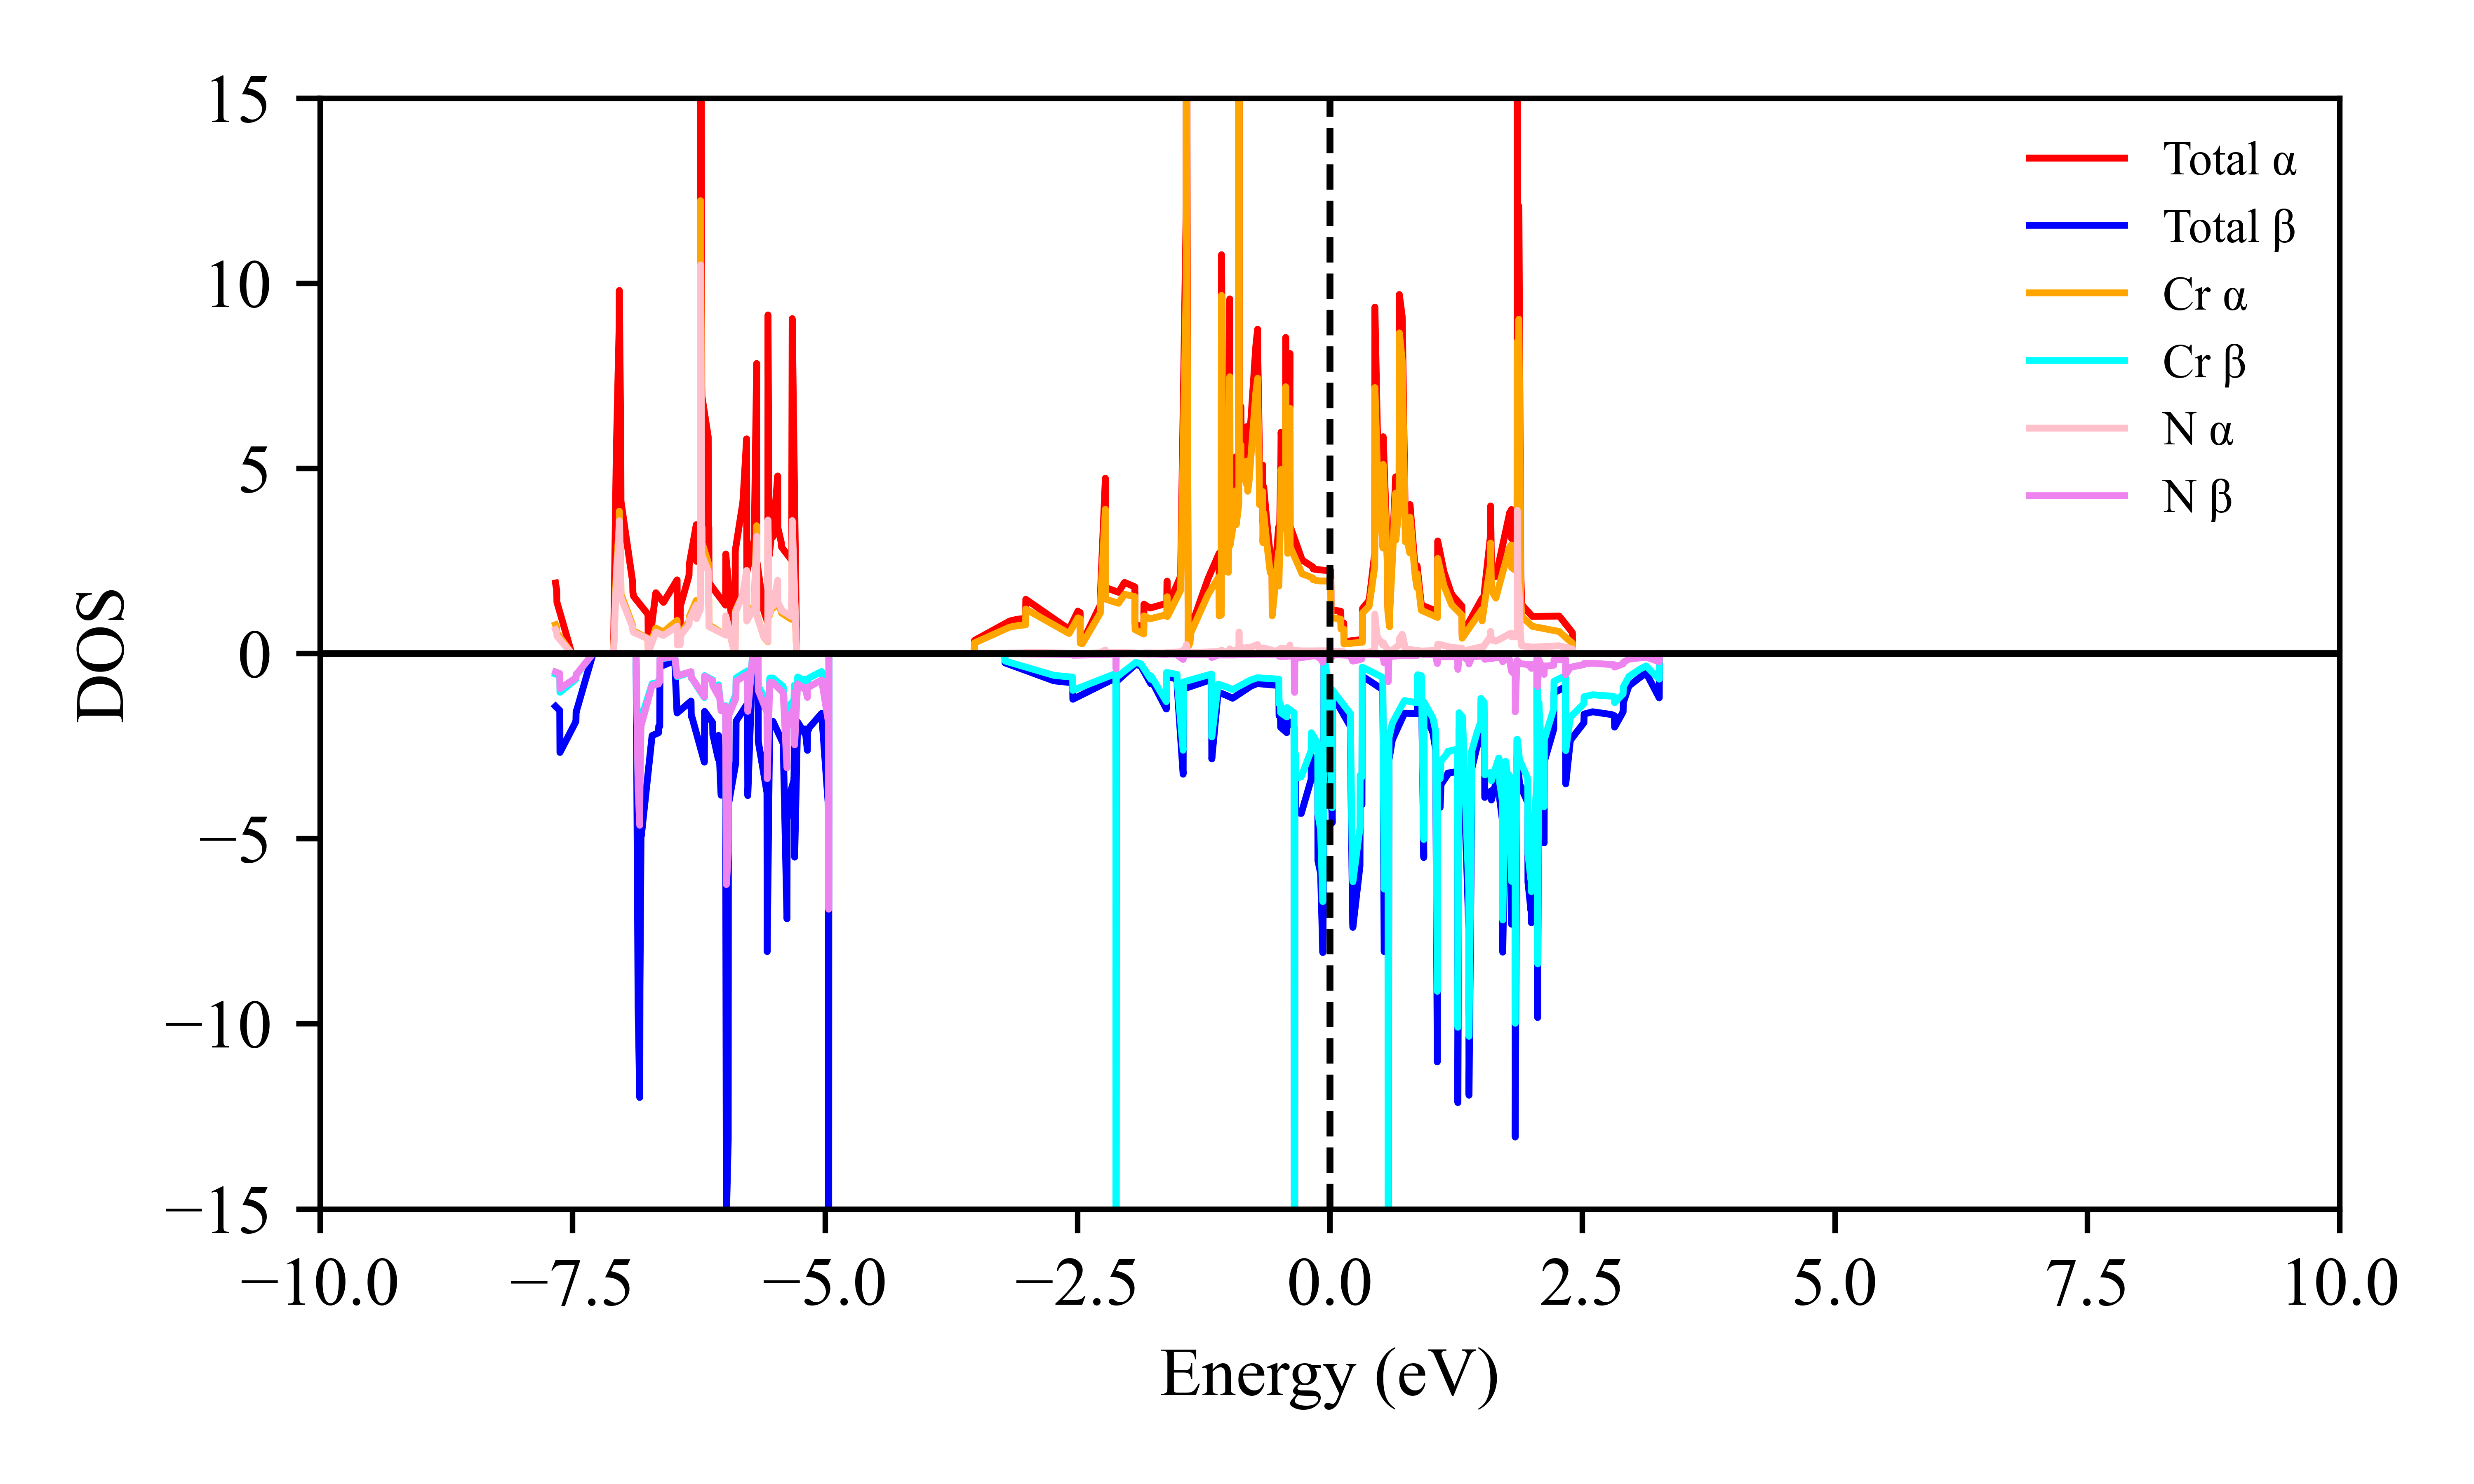 15
10
5
0
−5
−10
−15
DOS
Total α
Total β
Cr α
Cr β
N α
N β
−10.0 −7.5 −5.0 −2.5 0.0 2.5 5.0 7.5 10.0
Energy (eV)